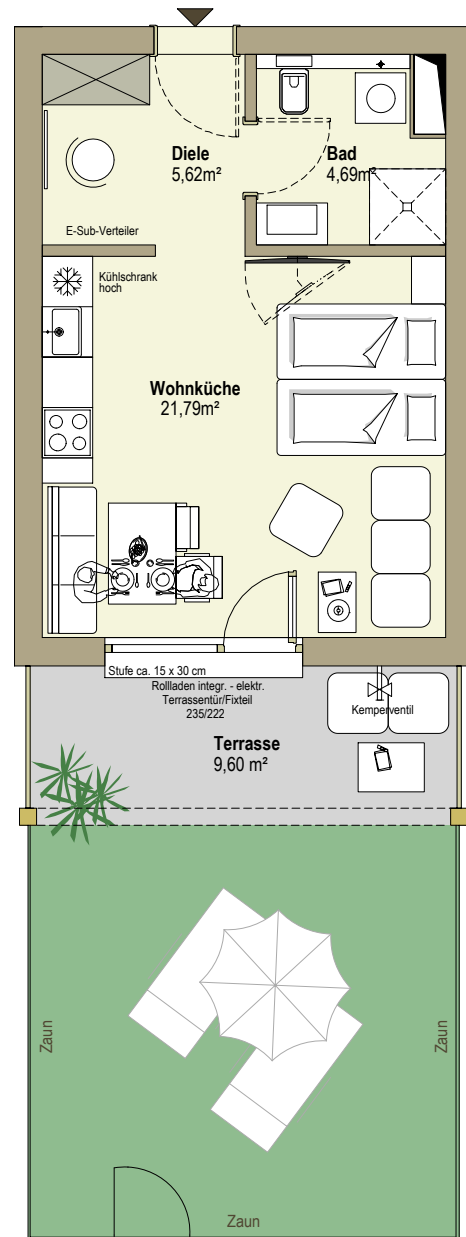 Diele
5,62m²
Bad
4,69m²
E-Sub-Verteiler
Kühlschrank
hoch
Wohnküche
21,79m²
Stufe ca. 15 x 30 cm
Rollladen integr. - elektr.
Terrassentür/Fixteil
235/222
Kemperventil
Terrasse
9,60 m²
Zaun
Zaun
Zaun